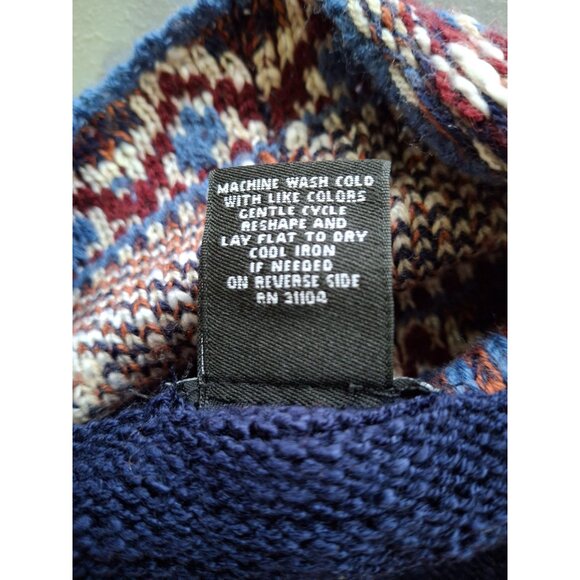 MACHINE WASH COLD
WITH LIKE COLORS
GENTLE CYCLE
RESHAPE AND
LAY FLAT TO DRY
COOL IRON
IF NEEDED
ON REVERSE SIDE
RN 31104